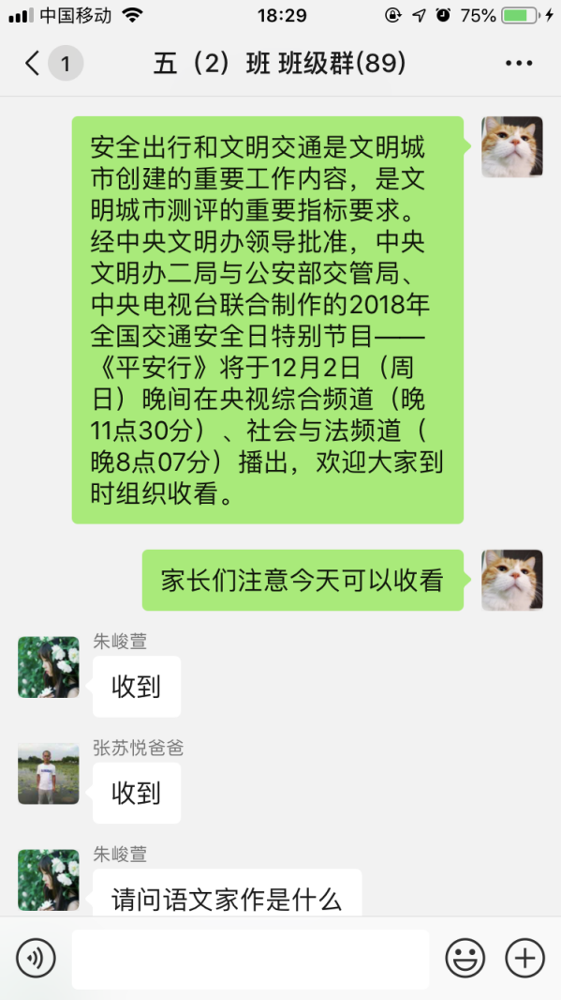 中国移动 18:29 75%
1 五（2）班 班级群(89)
安全出行和文明交通是文明城
市创建的重要工作内容，是文
明城市测评的重要指标要求。
经中央文明办领导批准，中央
文明办二局与公安部交管局、
中央电视台联合制作的2018年
全国交通安全日特别节目——
《平安行》将于12月2日（周
日）晚间在央视综合频道（晚
11点30分）、社会与法频道（
晚8点07分）播出，欢迎大家到
时组织收看。
家长们注意今天可以收看
朱峻萱
收到
张苏悦爸爸
收到
朱峻萱
请问语文家作是什么